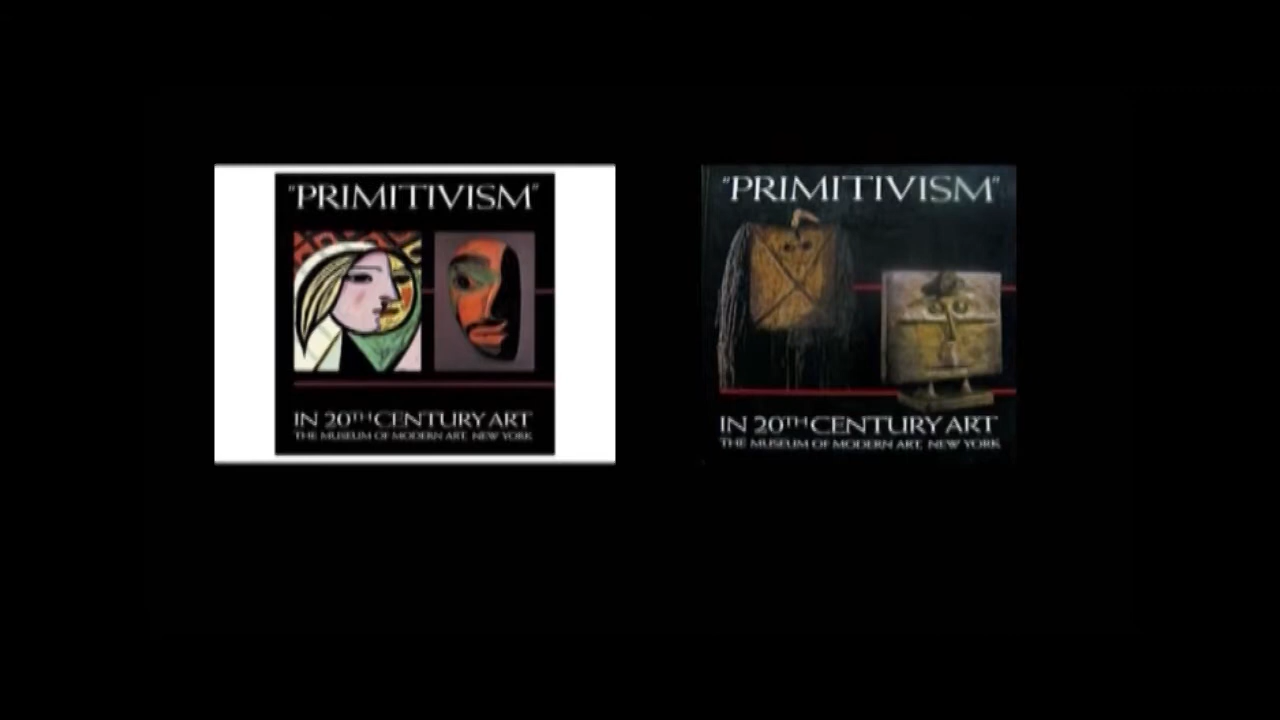 "PRIMITIVISM"
IN 20TH CENTURY ART
THE MUSEUM OF MODERN ART, NEW YORK
"PRIMITIVISM"
IN 20TH CENTURY ART
THE MUSEUM OF MODERN ART, NEW YORK